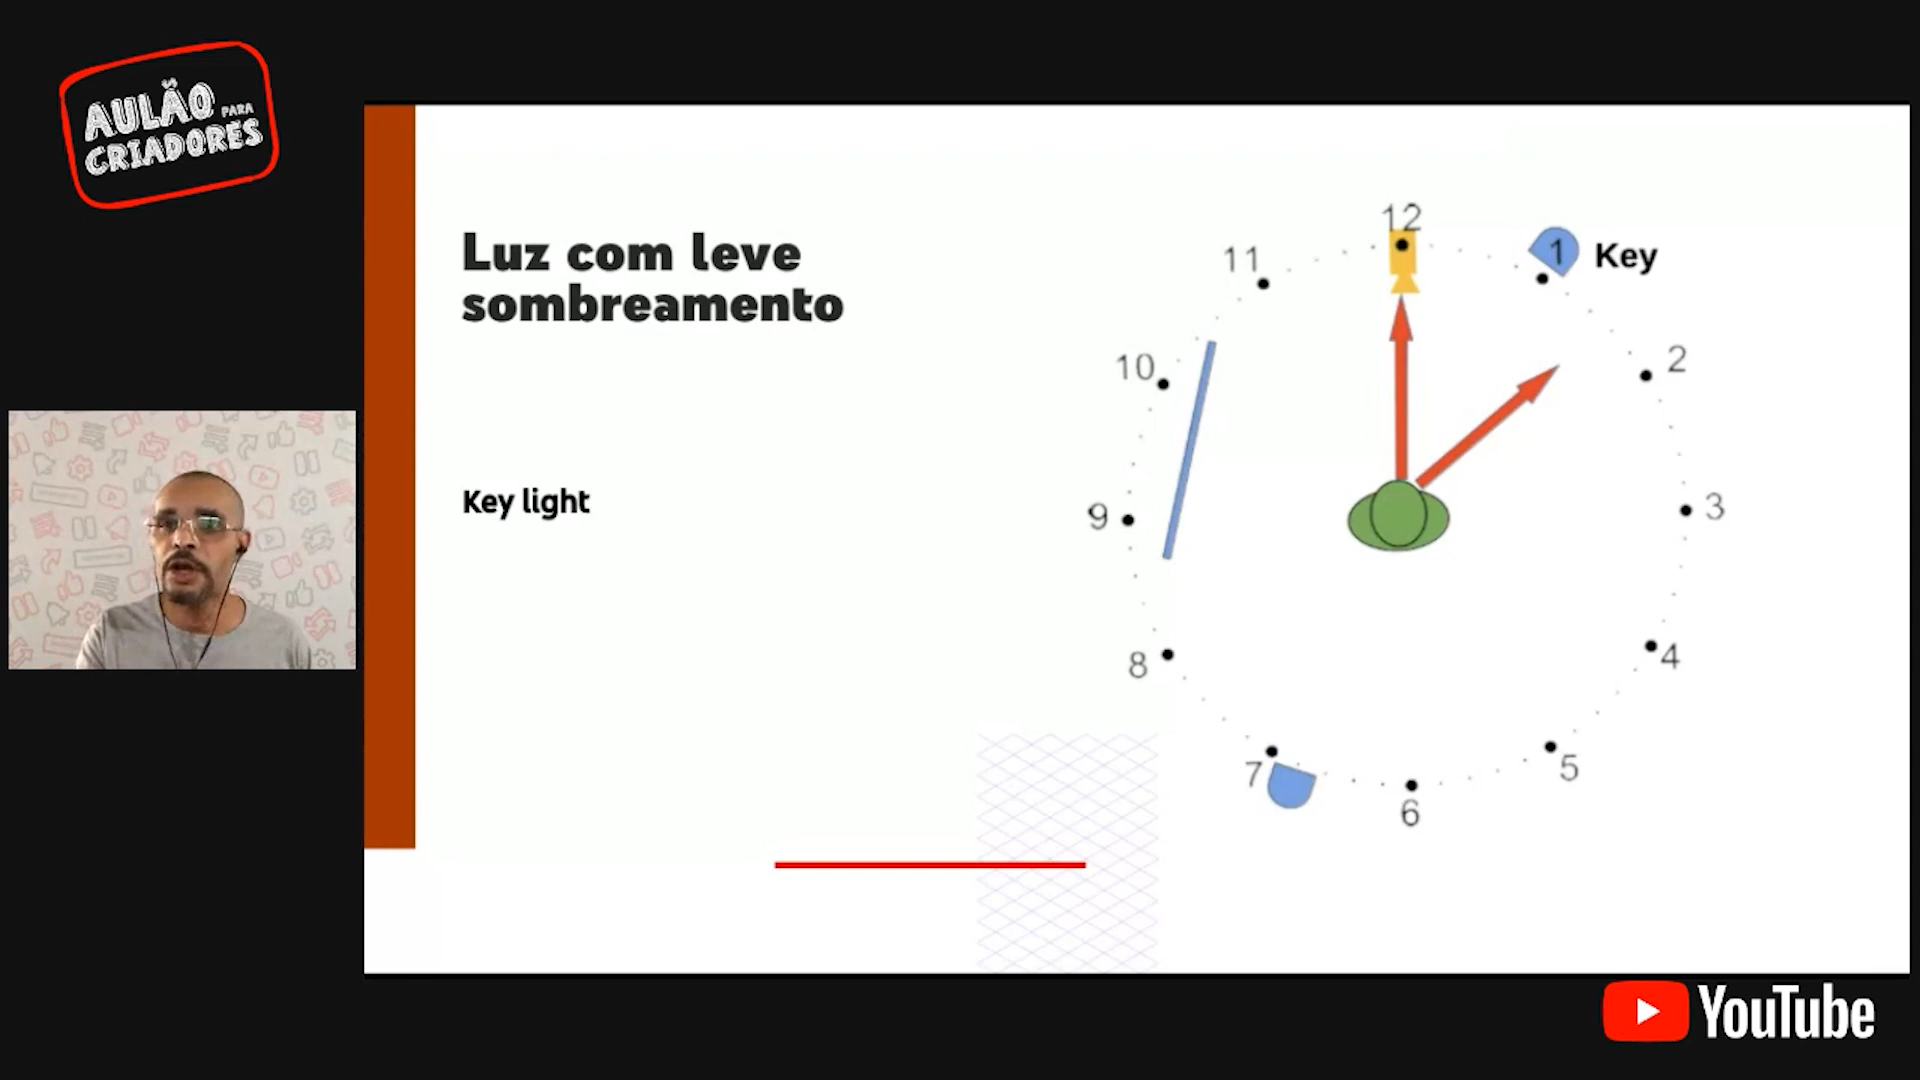 AULÃO PARA
CRIADORES
Luz com leve
sombreamento
Key light
12
1
Key
11
10
2
9
3
8
4
7
5
6
YouTube